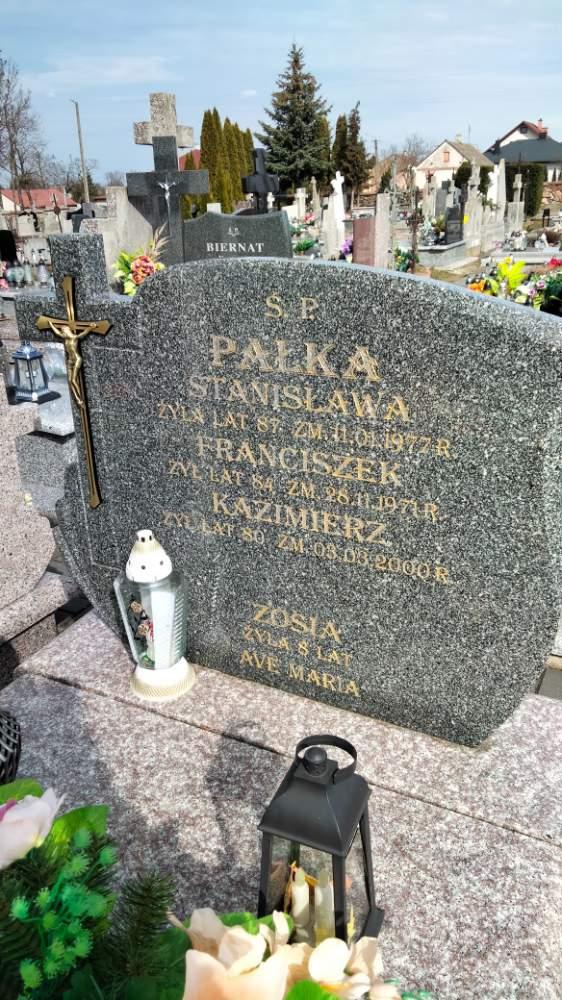 BIERNAT
Ś. P.
PAŁKA
STANISŁAWA
ŻYŁA LAT 87. ZM. 11.01.1977 R.
FRANCISZEK
ŻYŁ LAT 84. ZM. 28.11.1971 R.
KAZIMIERZ
ŻYŁ LAT 80. ZM. 03.05.2000 R.
ZOSIA
ŻYŁA 8 LAT
AVE MARIA